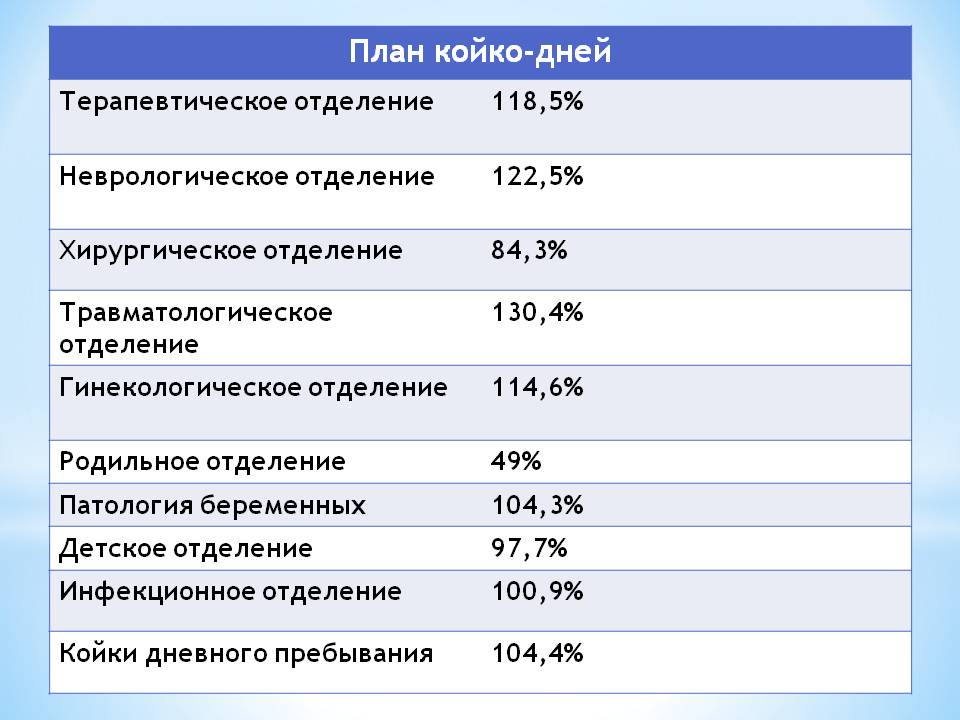 План койко-дней
Терапевтическое отделение 118,5%
Неврологическое отделение 122,5%
Хирургическое отделение 84,3%
Травматологическое 130,4%
отделение
Гинекологическое отделение 114,6%
Родильное отделение 49%
Патология беременных 104,3%
Детское отделение 97,7%
Инфекционное отделение 100,9%
Койки дневного пребывания 104,4%